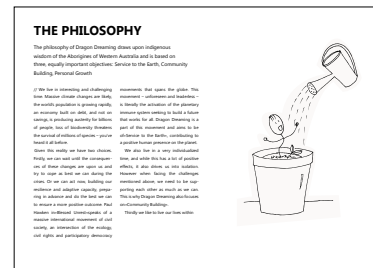 THE PHILOSOPHY
The philosophy of Dragon Dreaming draws upon indigenous
wisdom of the Aborigines of Western Australia and is based on
three, equally important objectives: Service to the Earth, Community
Building, Personal Growth
// We live in interesting and challenging
time. Massive climate changes are likely,
the world's population is growing rapidly,
an economy built on debt, and not on
savings, is producing austerity for billions
of people, loss of biodiversity threatens
the survival of millions of species – you've
heard it all before.
Given this reality we have two choices.
Firstly, we can wait until the consequen-
ces of these changes are upon us and
try to cope as best we can during the
crises. Or we can act now, building our
resilience and adaptive capacity, prepa-
ring in advance and do the best we can
to ensure a more positive outcome. Paul
Hawken in»Blessed Unrest«speaks of a
massive international movement of civil
society, an intersection of the ecology,
civil rights and participatory democracy
movements that spans the globe. This
movement – unforeseen and leaderless –
is literally the activation of the planetary
immune system seeking to build a future
that works for all. Dragon Dreaming is a
part of this movement and aims to be
of»Service to the Earth«, contributing to
a positive human presence on the planet.
We also live in a very individualized
time, and while this has a lot of positive
effects, it also drives us into isolation.
However when facing the challenges
mentioned above, we need to be sup-
porting each other as much as we can.
This is why Dragon Dreaming also focuses
on»Community Building«.
Thirdly we like to live our lives within